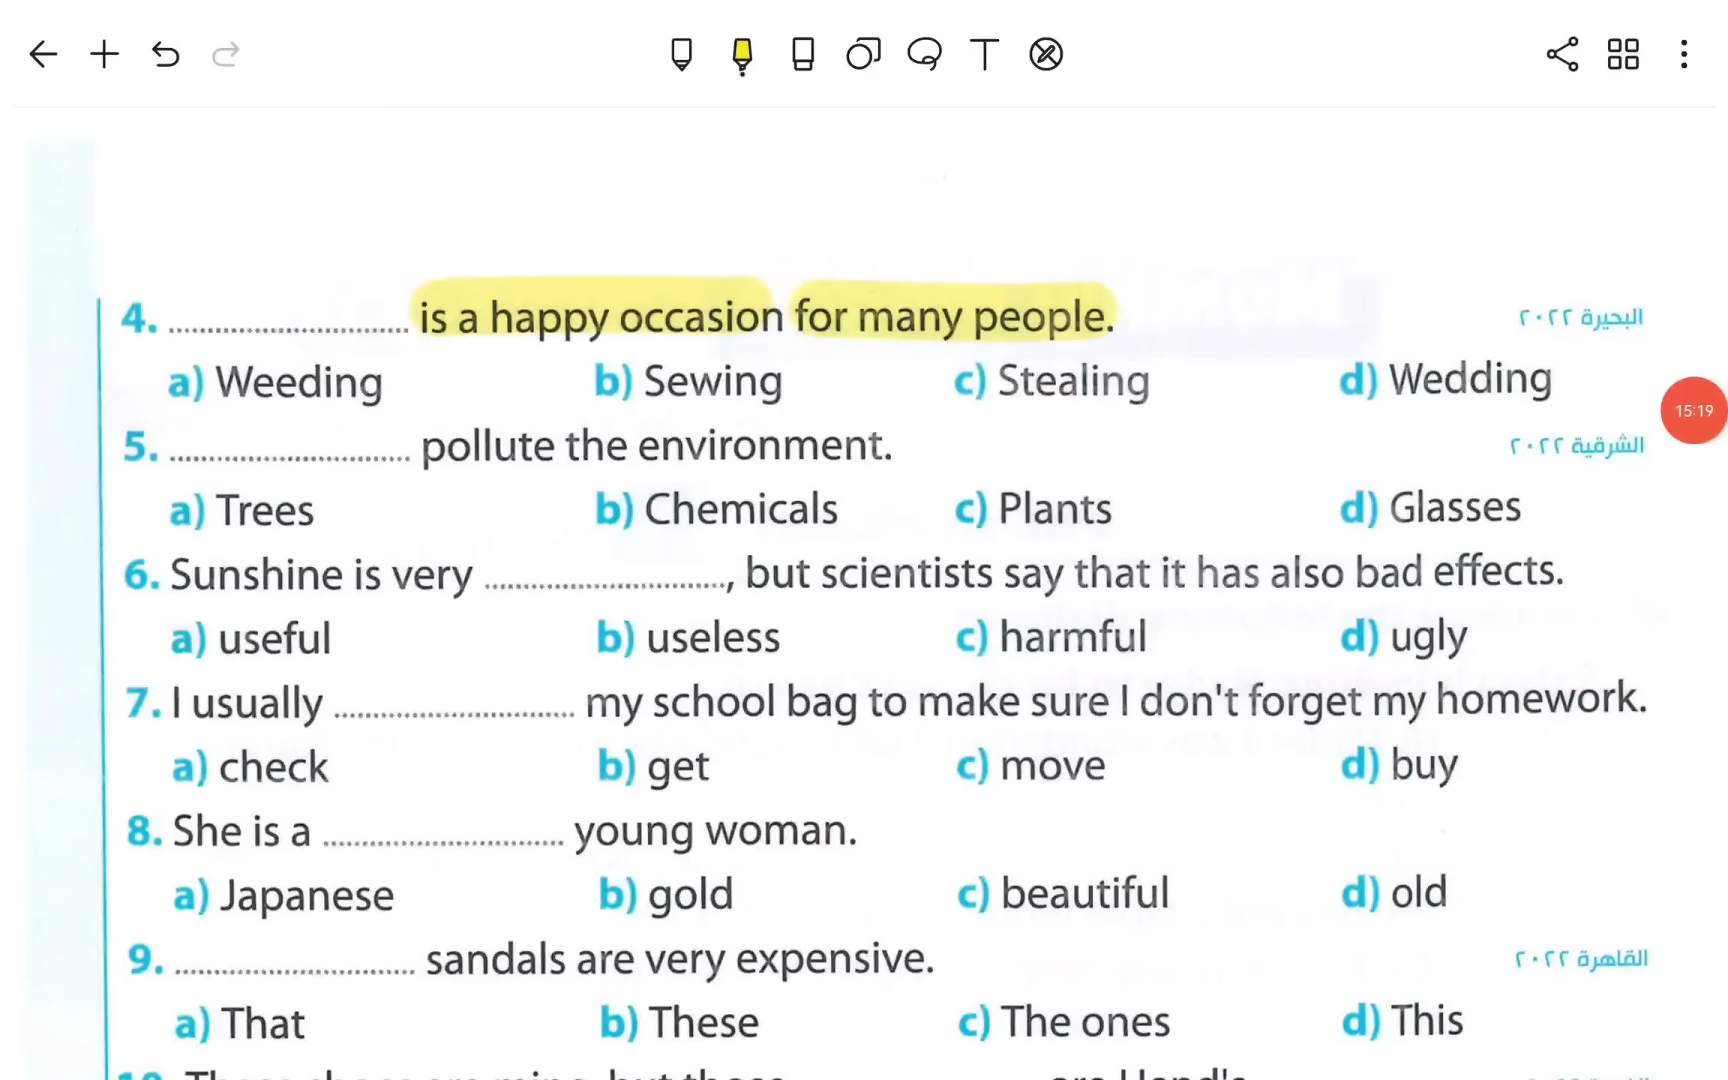 4. ........................ is a happy occasion for many people. البحيرة ٢٠٢٢
a) Weeding b) Sewing c) Stealing d) Wedding
15:19
5. ........................ pollute the environment. الشرقية ٢٠٢٢
a) Trees b) Chemicals c) Plants d) Glasses
6. Sunshine is very ........................, but scientists say that it has also bad effects.
a) useful b) useless c) harmful d) ugly
7. I usually ........................ my school bag to make sure I don't forget my homework.
a) check b) get c) move d) buy
8. She is a ........................ young woman.
a) Japanese b) gold c) beautiful d) old
9. ........................ sandals are very expensive. القاهرة ٢٠٢٢
a) That b) These c) The ones d) This